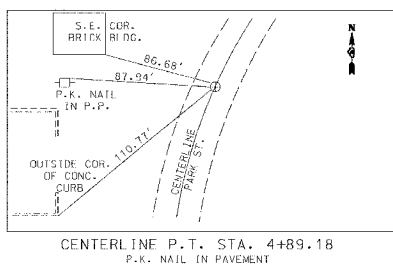 S.E. COR.
BRICK BLDG.
N
86.68'
87.94'
P.K. NAIL
IN P.P.
110.77'
OUTSIDE COR.
OF CONC.
CURB
CENTERLINE
PARK ST.
CENTERLINE P.T. STA. 4+89.18
P.K. NAIL IN PAVEMENT